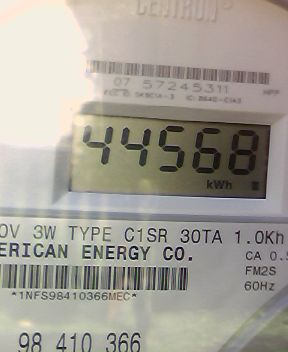 CENTRON
07 57245311
44568
kWh
0V 3W TYPE C1SR 30TA 1.0Kh
ERICAN ENERGY CO.
CA 0.5
FM2S
60Hz
*1NFS98410366MEC*
98 410 366